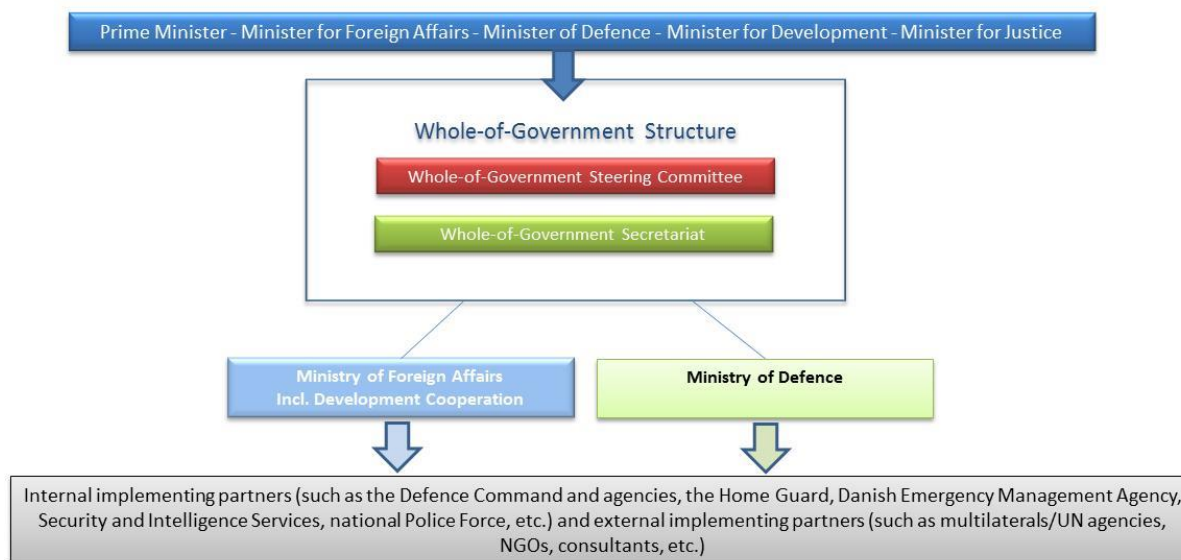 Prime Minister - Minister for Foreign Affairs - Minister of Defence - Minister for Development - Minister for Justice
Whole-of-Government Structure
Whole-of-Government Steering Committee
Whole-of-Government Secretariat
Ministry of Foreign Affairs
Incl. Development Cooperation
Ministry of Defence
Internal implementing partners (such as the Defence Command and agencies, the Home Guard, Danish Emergency Management Agency,
Security and Intelligence Services, national Police Force, etc.) and external implementing partners (such as multilaterals/UN agencies,
NGOs, consultants, etc.)